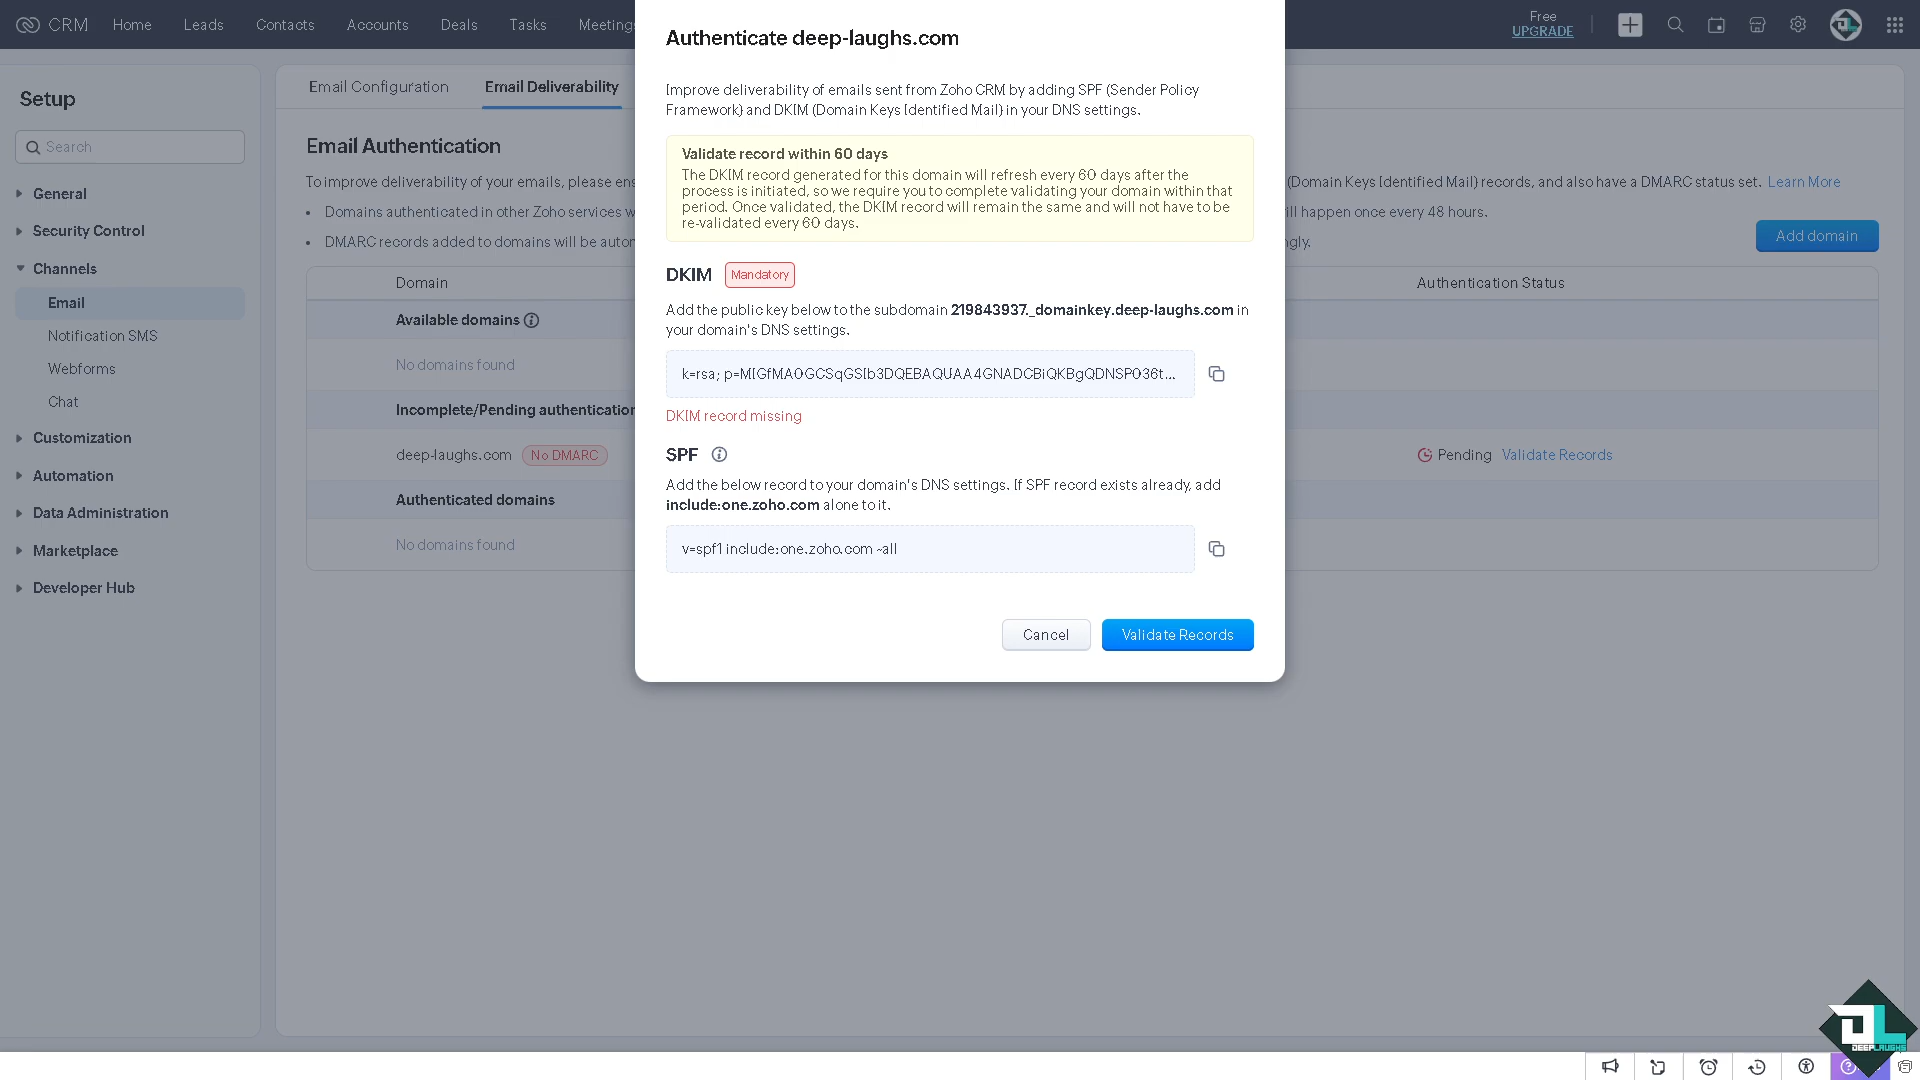 CRM
Home
Leads
Contacts
Accounts
Deals
Tasks
Meetings
Free
UPGRADE
Setup
Search
General
Security Control
Channels
Email
Notification SMS
Webforms
Chat
Customization
Automation
Data Administration
Marketplace
Developer Hub
Email Configuration
Email Deliverability
Email Authentication
To improve deliverability of your emails, please ens
(Domain Keys Identified Mail) records, and also have a DMARC status set. Learn More
Domains authenticated in other Zoho services w
ill happen once every 48 hours.
DMARC records added to domains will be auton
ngly.
Add domain
Domain
Authentication Status
Available domains
No domains found
Incomplete/Pending authentication
deep-laughs.com No DMARC
Pending Validate Records
Authenticated domains
No domains found
Authenticate deep-laughs.com
Improve deliverability of emails sent from Zoho CRM by adding SPF (Sender Policy
Framework) and DKIM (Domain Keys Identified Mail) in your DNS settings.
Validate record within 60 days
The DKIM record generated for this domain will refresh every 60 days after the
process is initiated, so we require you to complete validating your domain within that
period. Once validated, the DKIM record will remain the same and will not have to be
re-validated every 60 days.
DKIM Mandatory
Add the public key below to the subdomain 219843937._domainkey.deep-laughs.com in
your domain's DNS settings.
k=rsa; p=MIGfMA0GCSqGSIb3DQEBAQUAA4GNADCBiQKBgQDNSP036t...
DKIM record missing
SPF
Add the below record to your domain's DNS settings. If SPF record exists already, add
include:one.zoho.com alone to it.
v=spf1 include:one.zoho.com ~all
Cancel
Validate Records
DL
DEEPLAUGHS